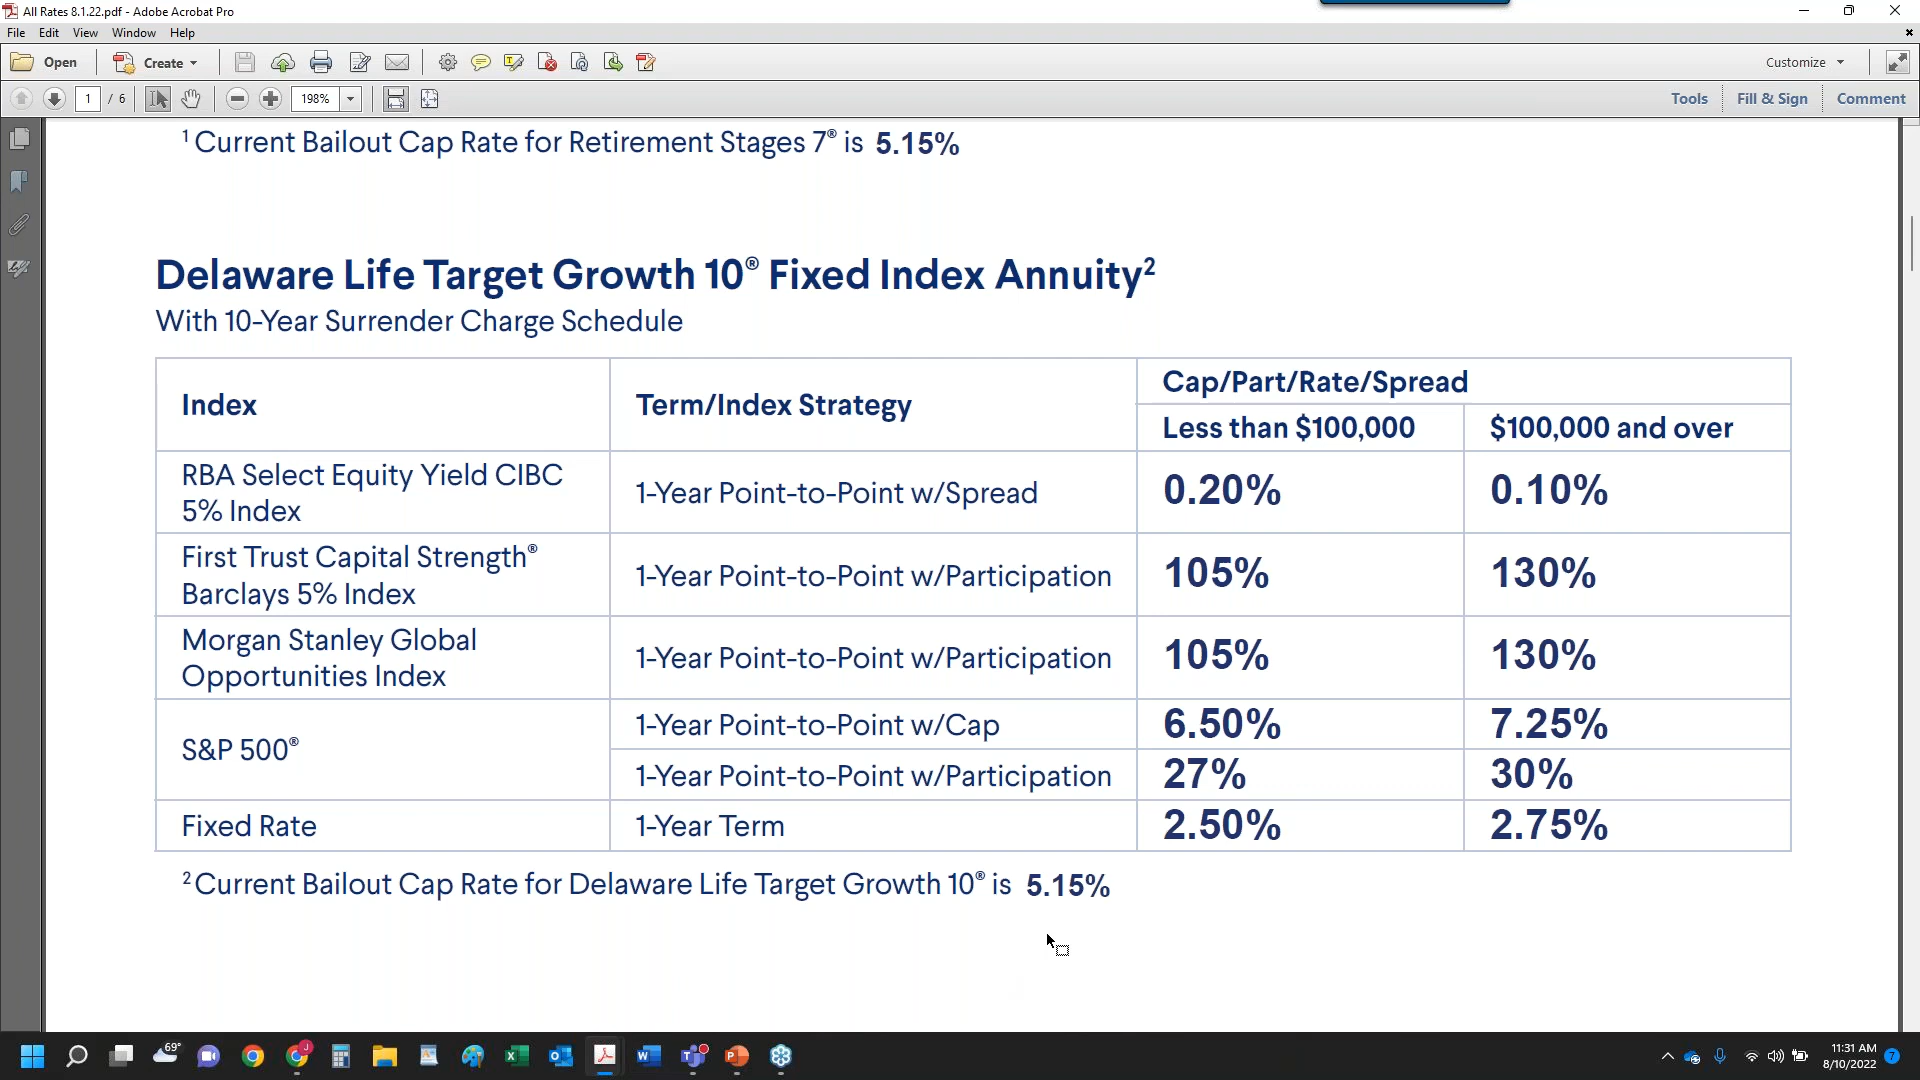 All Rates 8.1.22.pdf - Adobe Acrobat Pro
File Edit View Window Help
Open Create Customize
1 / 6 198% Tools Fill & Sign Comment
¹ Current Bailout Cap Rate for Retirement Stages 7® is 5.15%
Delaware Life Target Growth 10® Fixed Index Annuity²
With 10-Year Surrender Charge Schedule
Index Term/Index Strategy Cap/Part/Rate/Spread
Less than $100,000 $100,000 and over
RBA Select Equity Yield CIBC
5% Index
1-Year Point-to-Point w/Spread 0.20% 0.10%
First Trust Capital Strength®
Barclays 5% Index
1-Year Point-to-Point w/Participation 105% 130%
Morgan Stanley Global
Opportunities Index
1-Year Point-to-Point w/Participation 105% 130%
S&P 500®
1-Year Point-to-Point w/Cap 6.50% 7.25%
1-Year Point-to-Point w/Participation 27% 30%
Fixed Rate 1-Year Term 2.50% 2.75%
² Current Bailout Cap Rate for Delaware Life Target Growth 10® is 5.15%
69°
11:31 AM
8/10/2022
7